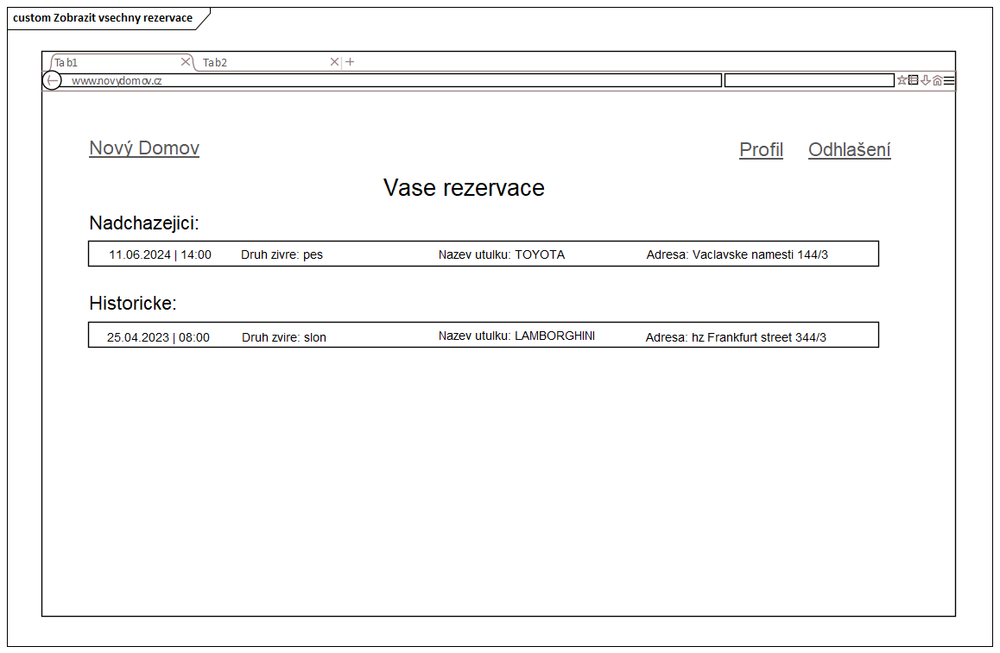 custom Zobrazit vsechny rezervace
Tab1 Tab2
www.novydomov.cz
Nový Domov Profil Odhlašení
Vase rezervace
Nadchazejici:
11.06.2024 | 14:00 Druh zivre: pes Nazev utulku: TOYOTA Adresa: Vaclavske namesti 144/3
Historicke:
25.04.2023 | 08:00 Druh zvire: slon Nazev utulku: LAMBORGHINI Adresa: hz Frankfurt street 344/3